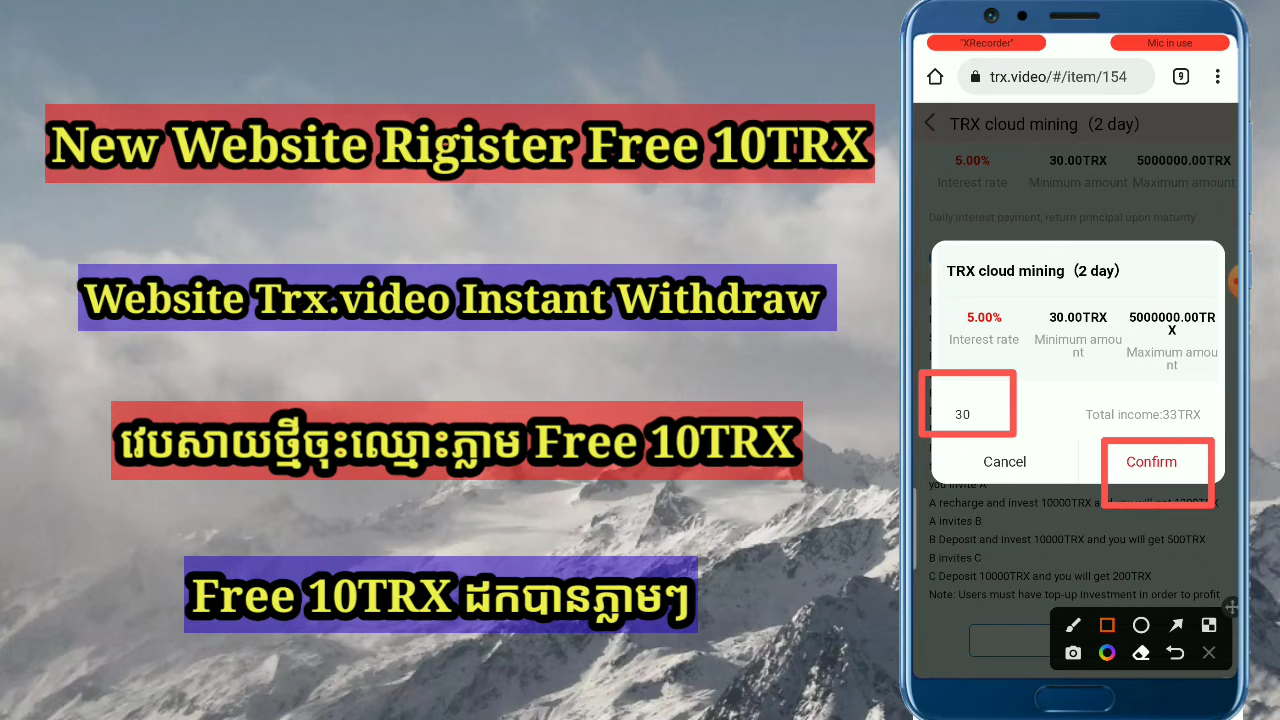 New Website Rigister Free 10TRX
Website Trx.video Instant Withdraw
វេបសាយថ្មីចុះឈ្មោះភ្លាម Free 10TRX
Free 10TRX ដកបានភ្លាមៗ
"XRecorder" Mic in use
trx.video/#/item/154 9
TRX cloud mining（2 day）
5.00% 30.00TRX 5000000.00TRX
Interest rate Minimum amount Maximum amount
Daily interest payment, return principal upon maturity
TRX cloud mining（2 day）
5.00% 30.00TRX 5000000.00TR
X
Interest rate Minimum amou
nt Maximum amou
nt
30 Total income:33TRX
Cancel Confirm
you invite A
A recharge and invest 10000TRX and you will get 1200TRX
A invites B
B Deposit and invest 10000TRX and you will get 500TRX
B invites C
C Deposit 10000TRX and you will get 200TRX
Note: Users must have top-up investment in order to profit